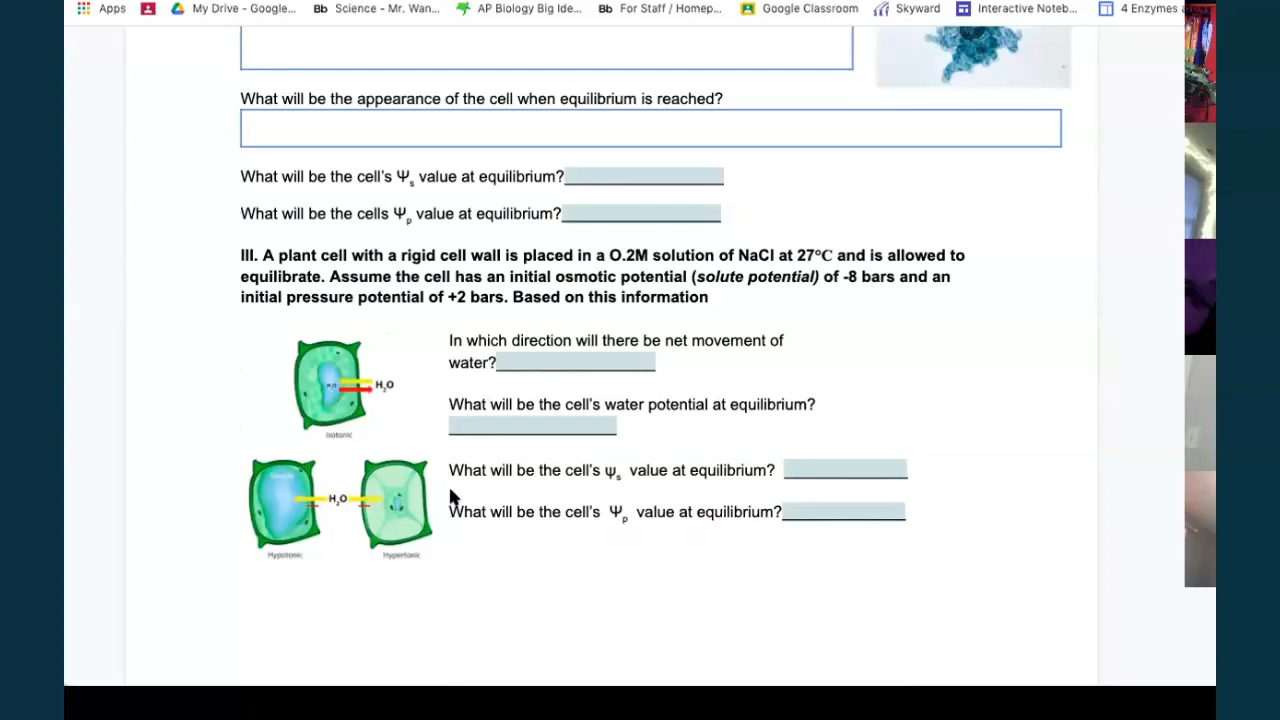 Apps My Drive - Google... Bb Science - Mr. Wan... AP Biology Big Ide... Bb For Staff / Homep... Google Classroom Skyward Interactive Noteb... 4 Enzymes
What will be the appearance of the cell when equilibrium is reached?
What will be the cell's Ψs value at equilibrium?
What will be the cells Ψp value at equilibrium?
III. A plant cell with a rigid cell wall is placed in a O.2M solution of NaCl at 27°C and is allowed to
equilibrate. Assume the cell has an initial osmotic potential (solute potential) of -8 bars and an
initial pressure potential of +2 bars. Based on this information
In which direction will there be net movement of
water?
H₂O
What will be the cell's water potential at equilibrium?
Isotonic
What will be the cell's ψs value at equilibrium?
H₂O
What will be the cell's Ψp value at equilibrium?
Hypotonic Hypertonic